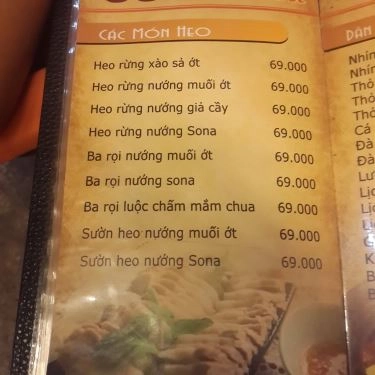 CÁC MÓN HEO
Heo rừng xào sả ớt 69.000
Heo rừng nướng muối ớt 69.000
Heo rừng nướng giả cầy 69.000
Heo rừng nướng Sona 69.000
Ba rọi nướng muối ớt 69.000
Ba rọi nướng sona 69.000
Ba rọi luộc chấm mắm chua 69.000
Sườn heo nướng muối ớt 69.000
Sườn heo nướng Sona 69.000